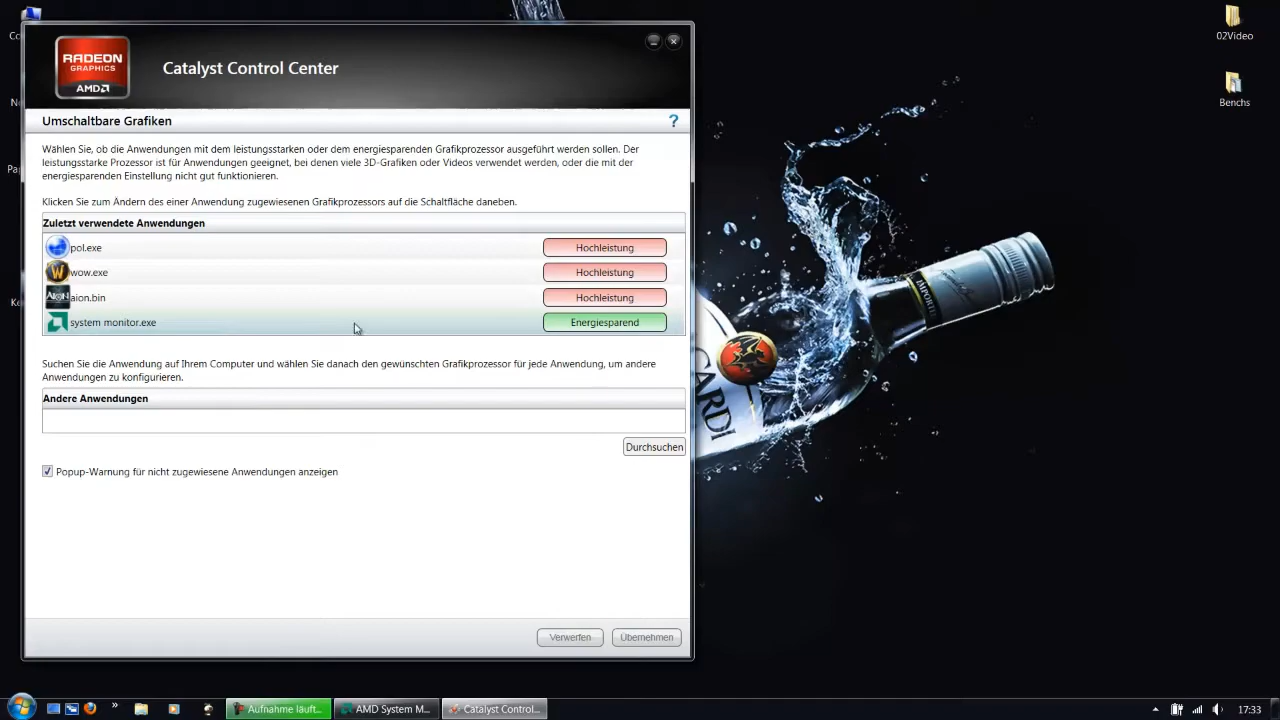 Co
02Video
RADEON
GRAPHICS
AMD
Catalyst Control Center
Benchs
Umschaltbare Grafiken
?
Wählen Sie, ob die Anwendungen mit dem leistungsstarken oder dem energiesparenden Grafikprozessor ausgeführt werden sollen. Der
leistungsstarke Prozessor ist für Anwendungen geeignet, bei denen viele 3D-Grafiken oder Videos verwendet werden, oder die mit der
energiesparenden Einstellung nicht gut funktionieren.
Klicken Sie zum Ändern des einer Anwendung zugewiesenen Grafikprozessors auf die Schaltfläche daneben.
Zuletzt verwendete Anwendungen
pol.exe Hochleistung
W wow.exe Hochleistung
AION aion.bin Hochleistung
system monitor.exe Energiesparend
Suchen Sie die Anwendung auf Ihrem Computer und wählen Sie danach den gewünschten Grafikprozessor für jede Anwendung, um andere
Anwendungen zu konfigurieren.
Andere Anwendungen
Durchsuchen
Popup-Warnung für nicht zugewiesene Anwendungen anzeigen
Verwerfen Übernehmen
IMPORTED
CARDI
» Aufnahme läuft... AMD System M... Catalyst Control... 17:33